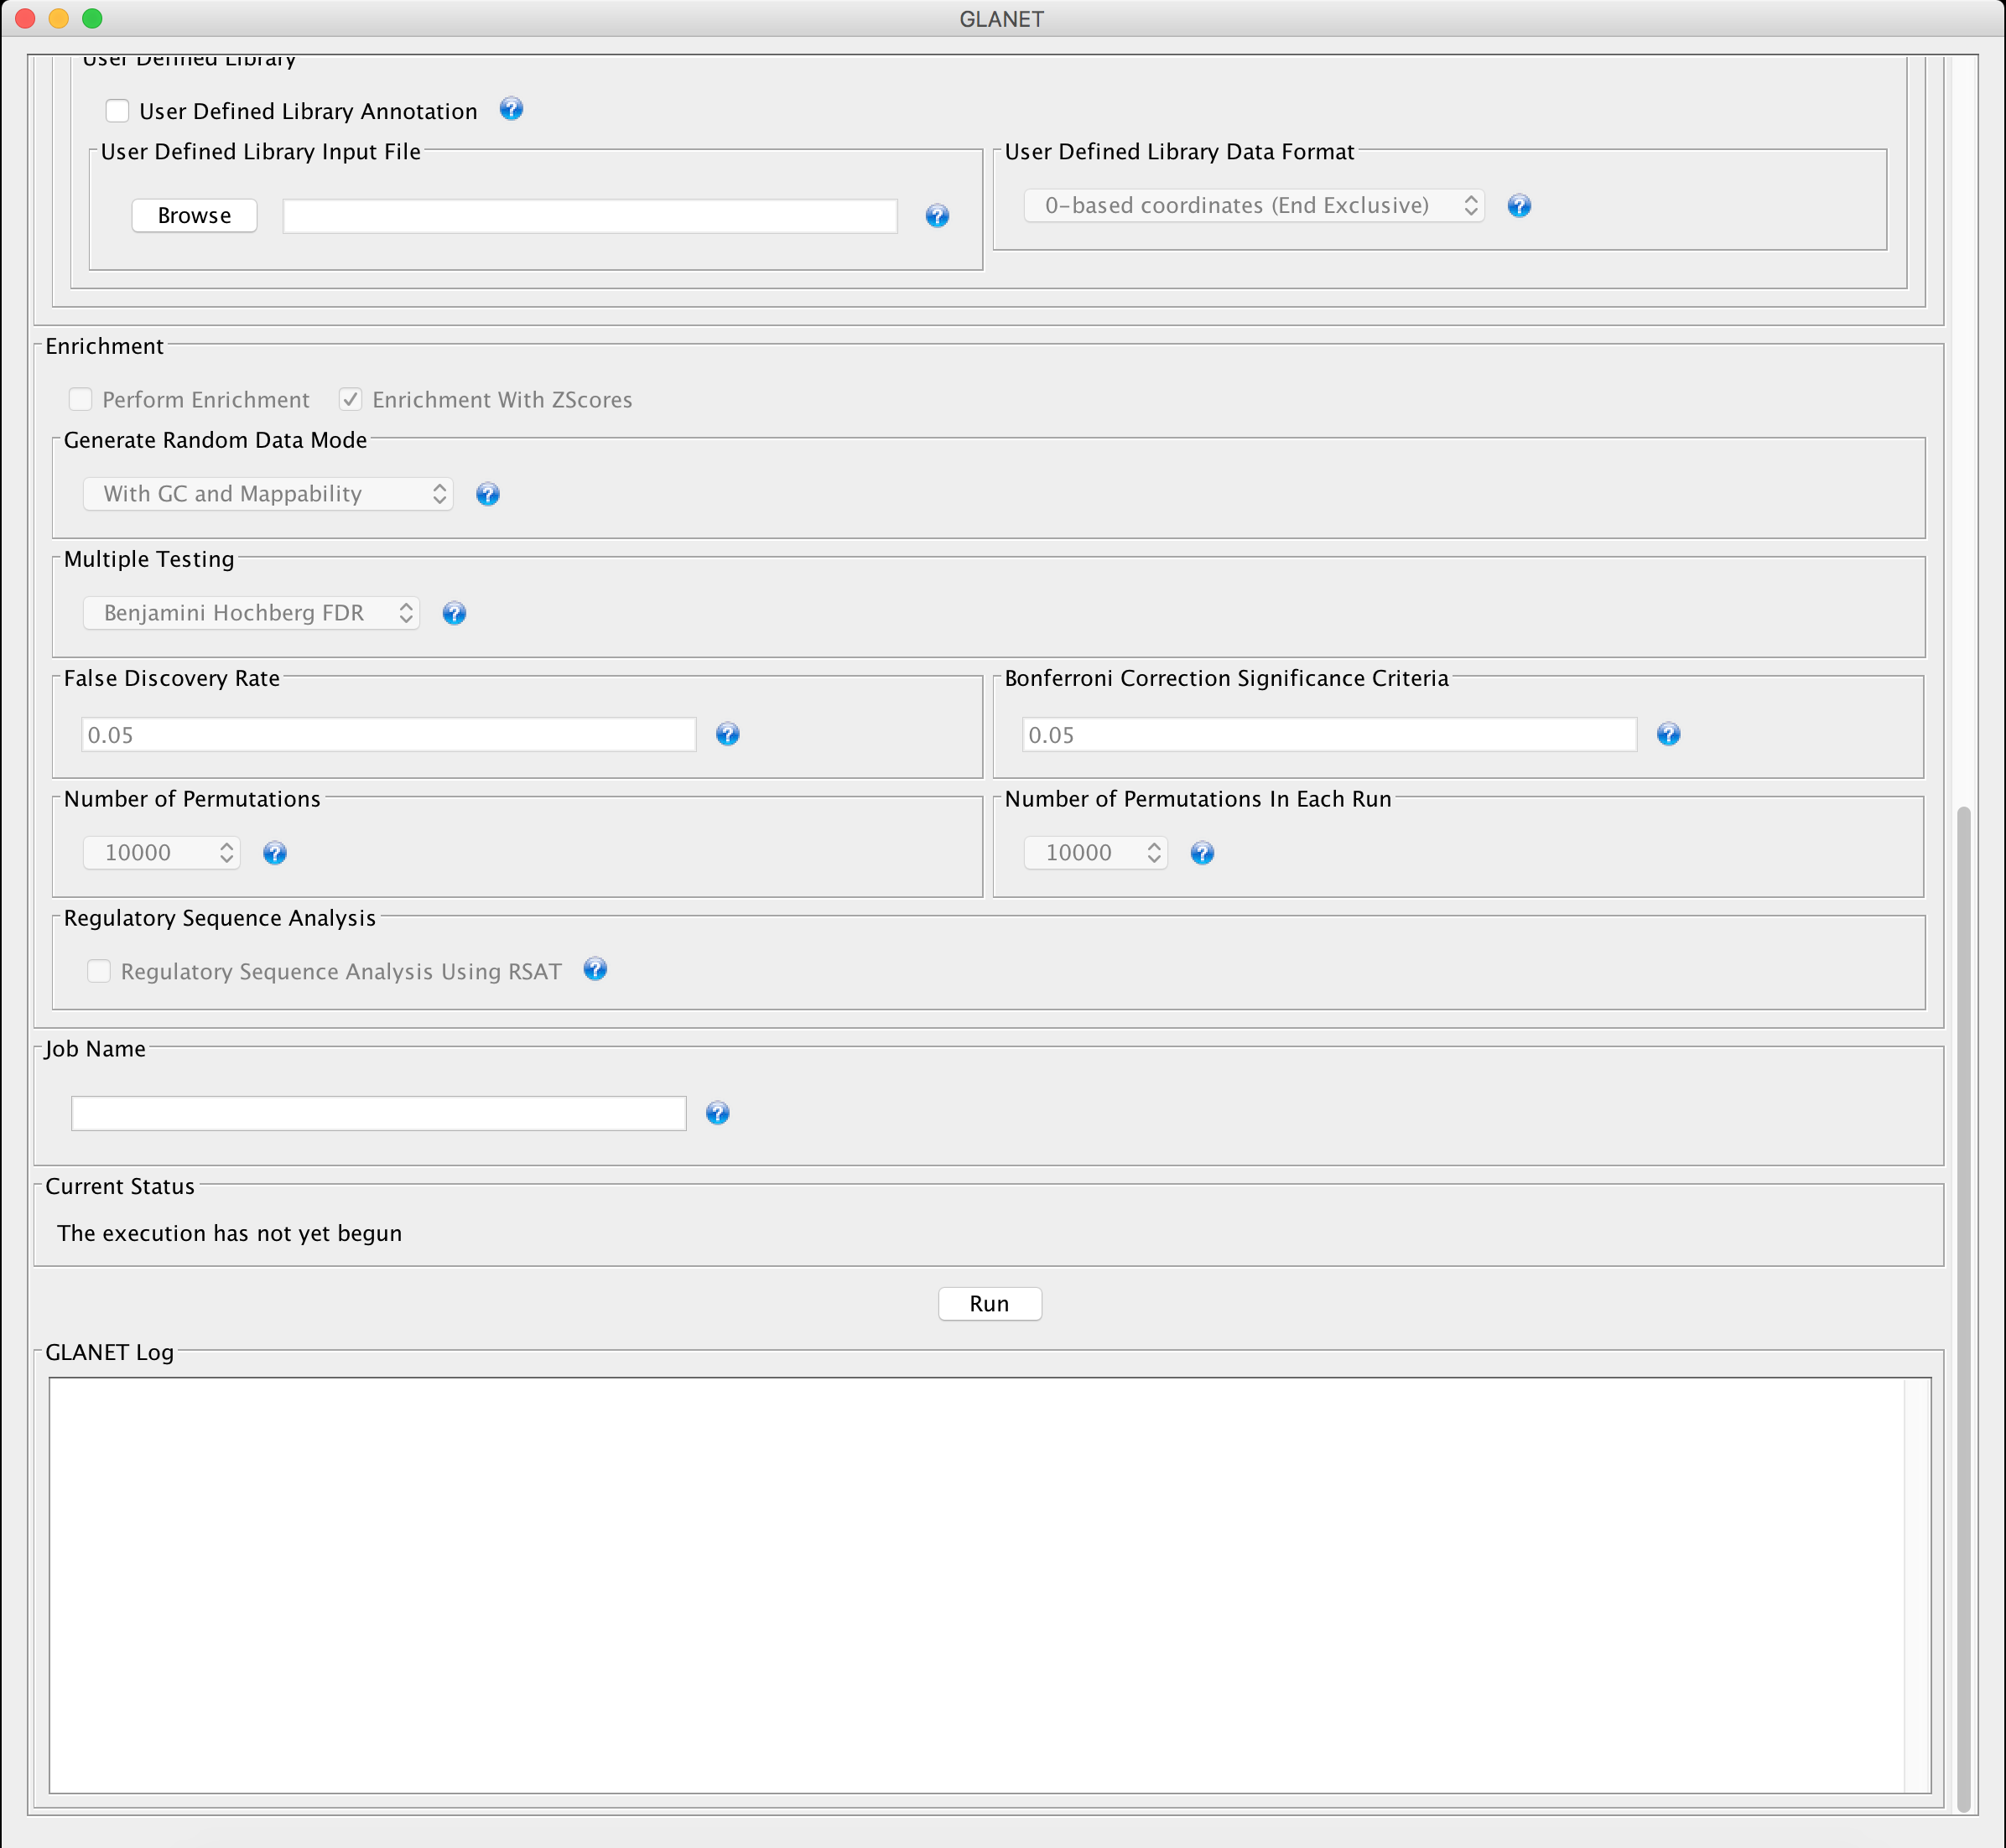 GLANET
User Defined Library
User Defined Library Annotation
User Defined Library Input File
User Defined Library Data Format
Browse
0-based coordinates (End Exclusive)
Enrichment
Perform Enrichment
Enrichment With ZScores
Generate Random Data Mode
With GC and Mappability
Multiple Testing
Benjamini Hochberg FDR
False Discovery Rate
Bonferroni Correction Significance Criteria
0.05
0.05
Number of Permutations
Number of Permutations In Each Run
10000
10000
Regulatory Sequence Analysis
Regulatory Sequence Analysis Using RSAT
Job Name
Current Status
The execution has not yet begun
Run
GLANET Log